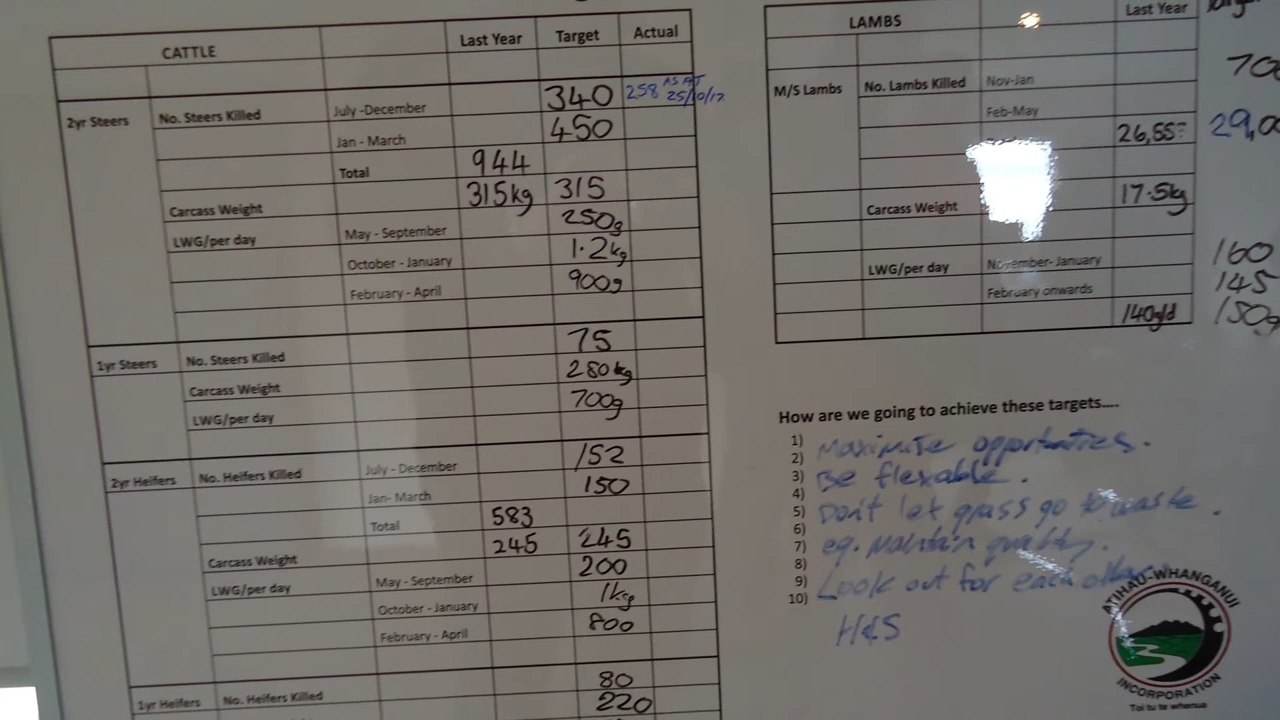 CATTLE Last Year Target Actual
2yr Steers No. Steers Killed July -December 340 258 AS AT 25/10/17
Jan - March 450
Total 944
Carcass Weight 315kg 315
LWG/per day May - September 250g
October - January 1.2kg
February - April 900g
1yr Steers No. Steers Killed 75
Carcass Weight 280kg
LWG/per day 700g
2yr Heifers No. Heifers Killed July - December 152
Jan- March 150
Total 583
Carcass Weight 245 245
LWG/per day May - September 200
October - January 1kg
February - April 800
1yr Heifers No. Heifers Killed 80
220
LAMBS Last Year
M/S Lambs No. Lambs Killed Nov-Jan
Feb-May
26,55
Carcass Weight 17.5kg
LWG/per day November- January 160
February onwards 145
140g/d 150g
How are we going to achieve these targets....
1)
2) Maximise opportunities.
3) Be flexable.
4)
5) Don't let grass go to waste.
6)
7) eg. Maintain quality.
8)
9) Look out for each other
10)
H&S
ATIHAU-WHANGANUI
INCORPORATION
Toi tu te whenua